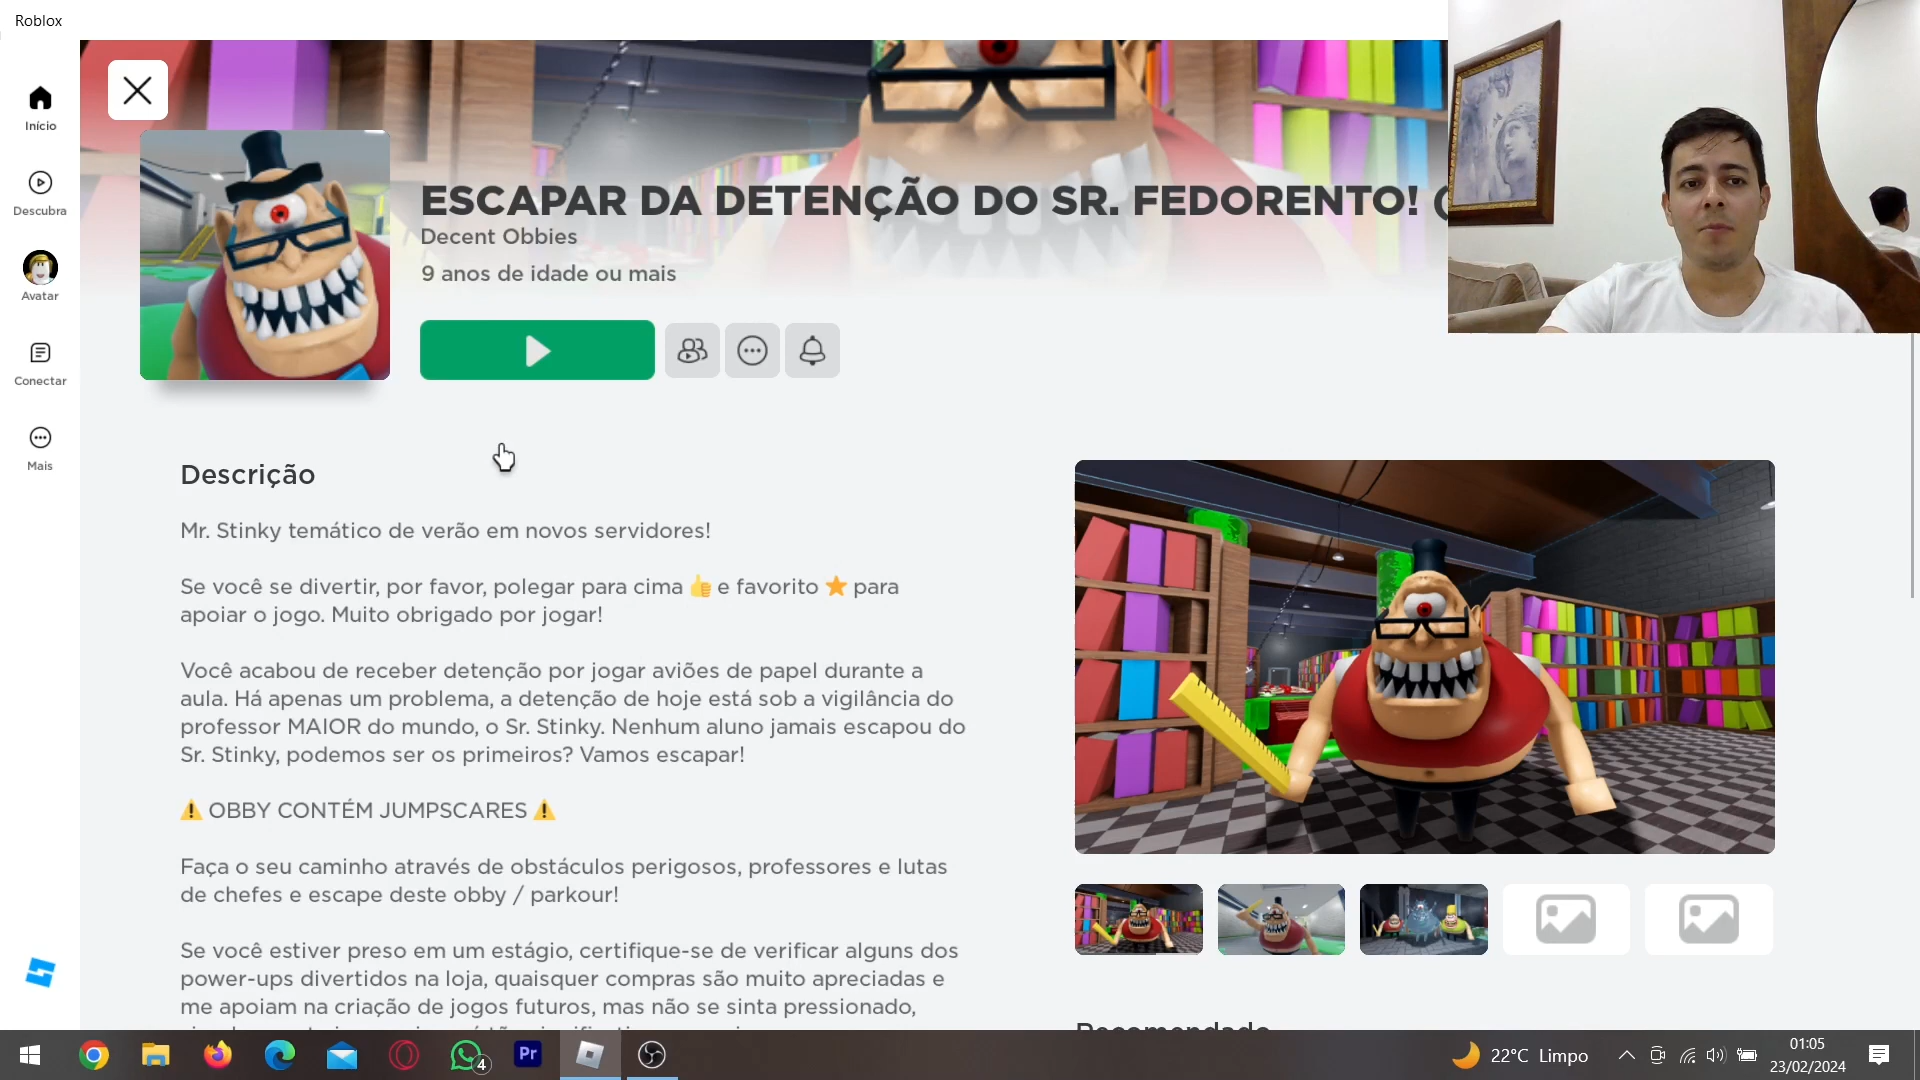 Roblox
Início
Descubra
Avatar
Conectar
Mais
ESCAPAR DA DETENÇÃO DO SR. FEDORENTO! (
Decent Obbies
9 anos de idade ou mais
Descrição
Mr. Stinky temático de verão em novos servidores!
Se você se divertir, por favor, polegar para cima 👍 e favorito ⭐ para
apoiar o jogo. Muito obrigado por jogar!
Você acabou de receber detenção por jogar aviões de papel durante a
aula. Há apenas um problema, a detenção de hoje está sob a vigilância do
professor MAIOR do mundo, o Sr. Stinky. Nenhum aluno jamais escapou do
Sr. Stinky, podemos ser os primeiros? Vamos escapar!
⚠️ OBBY CONTÉM JUMPSCARES ⚠️
Faça o seu caminho através de obstáculos perigosos, professores e lutas
de chefes e escape deste obby / parkour!
Se você estiver preso em um estágio, certifique-se de verificar alguns dos
power-ups divertidos na loja, quaisquer compras são muito apreciadas e
me apoiam na criação de jogos futuros, mas não se sinta pressionado,
Recomendado
4
Pr
22°C Limpo
01:05
23/02/2024